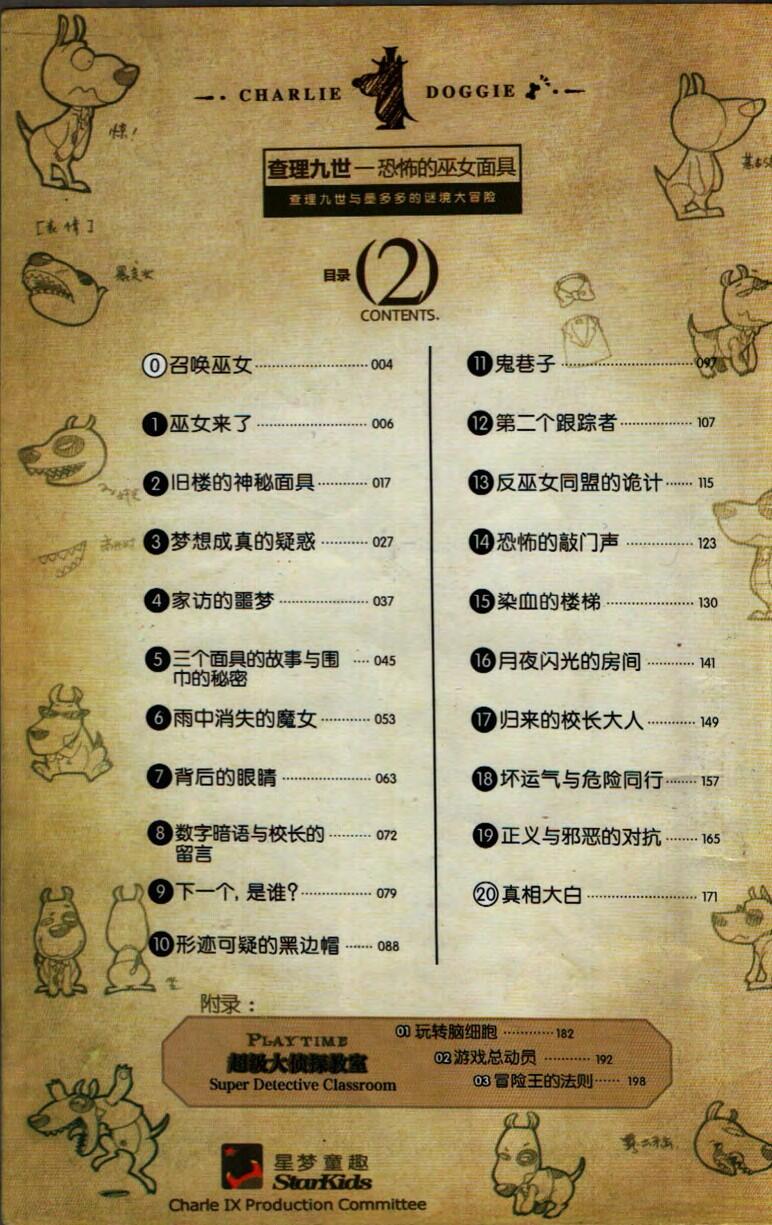 CHARLIE DOGGIE
查理九世—恐怖的巫女面具
查理九世与墨多多的谜境大冒险
惊!
[表情]
目录 (2)
CONTENTS.
0 召唤巫女 004
1 巫女来了 006
2 旧楼的神秘面具 017
3 梦想成真的疑惑 027
4 家访的噩梦 037
5 三个面具的故事与围 045
巾的秘密
6 雨中消失的魔女 053
7 背后的眼睛 063
8 数字暗语与校长的 072
留言
9 下一个,是谁? 079
10 形迹可疑的黑边帽 088
11 鬼巷子 097
12 第二个跟踪者 107
13 反巫女同盟的诡计 115
14 恐怖的敲门声 123
15 染血的楼梯 130
16 月夜闪光的房间 141
17 归来的校长大人 149
18 坏运气与危险同行 157
19 正义与邪恶的对抗 165
20 真相大白 171
附录:
PLAYTIME
超级大侦探教室
Super Detective Classroom
01 玩转脑细胞 182
02 游戏总动员 192
03 冒险王的法则 198
星梦童趣
StarKids
Charle IX Production Committee